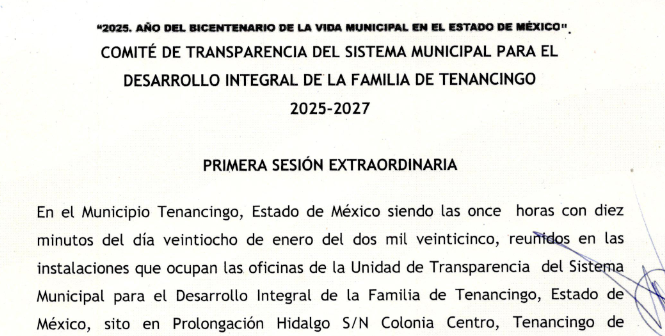 "2025. AÑO DEL BICENTENARIO DE LA VIDA MUNICIPAL EN EL ESTADO DE MÉXICO".
COMITÉ DE TRANSPARENCIA DEL SISTEMA MUNICIPAL PARA EL
DESARROLLO INTEGRAL DE LA FAMILIA DE TENANCINGO
2025-2027
PRIMERA SESIÓN EXTRAORDINARIA
En el Municipio Tenancingo, Estado de México siendo las once horas con diez
minutos del día veintiocho de enero del dos mil veinticinco, reunidos en las
instalaciones que ocupan las oficinas de la Unidad de Transparencia del Sistema
Municipal para el Desarrollo Integral de la Familia de Tenancingo, Estado de
México, sito en Prolongación Hidalgo S/N Colonia Centro, Tenancingo de